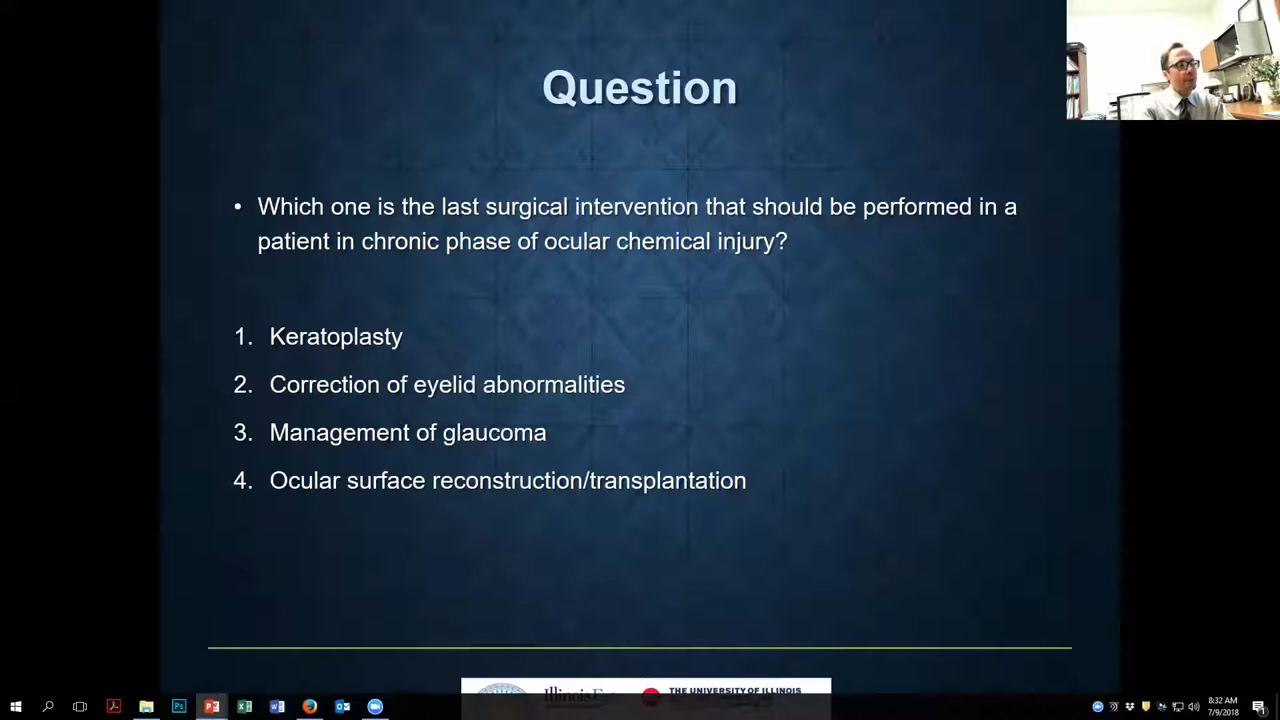 Question
• Which one is the last surgical intervention that should be performed in a
patient in chronic phase of ocular chemical injury?
1. Keratoplasty
2. Correction of eyelid abnormalities
3. Management of glaucoma
4. Ocular surface reconstruction/transplantation
THE UNIVERSITY OF ILLINOIS
8:32 AM
7/9/2018